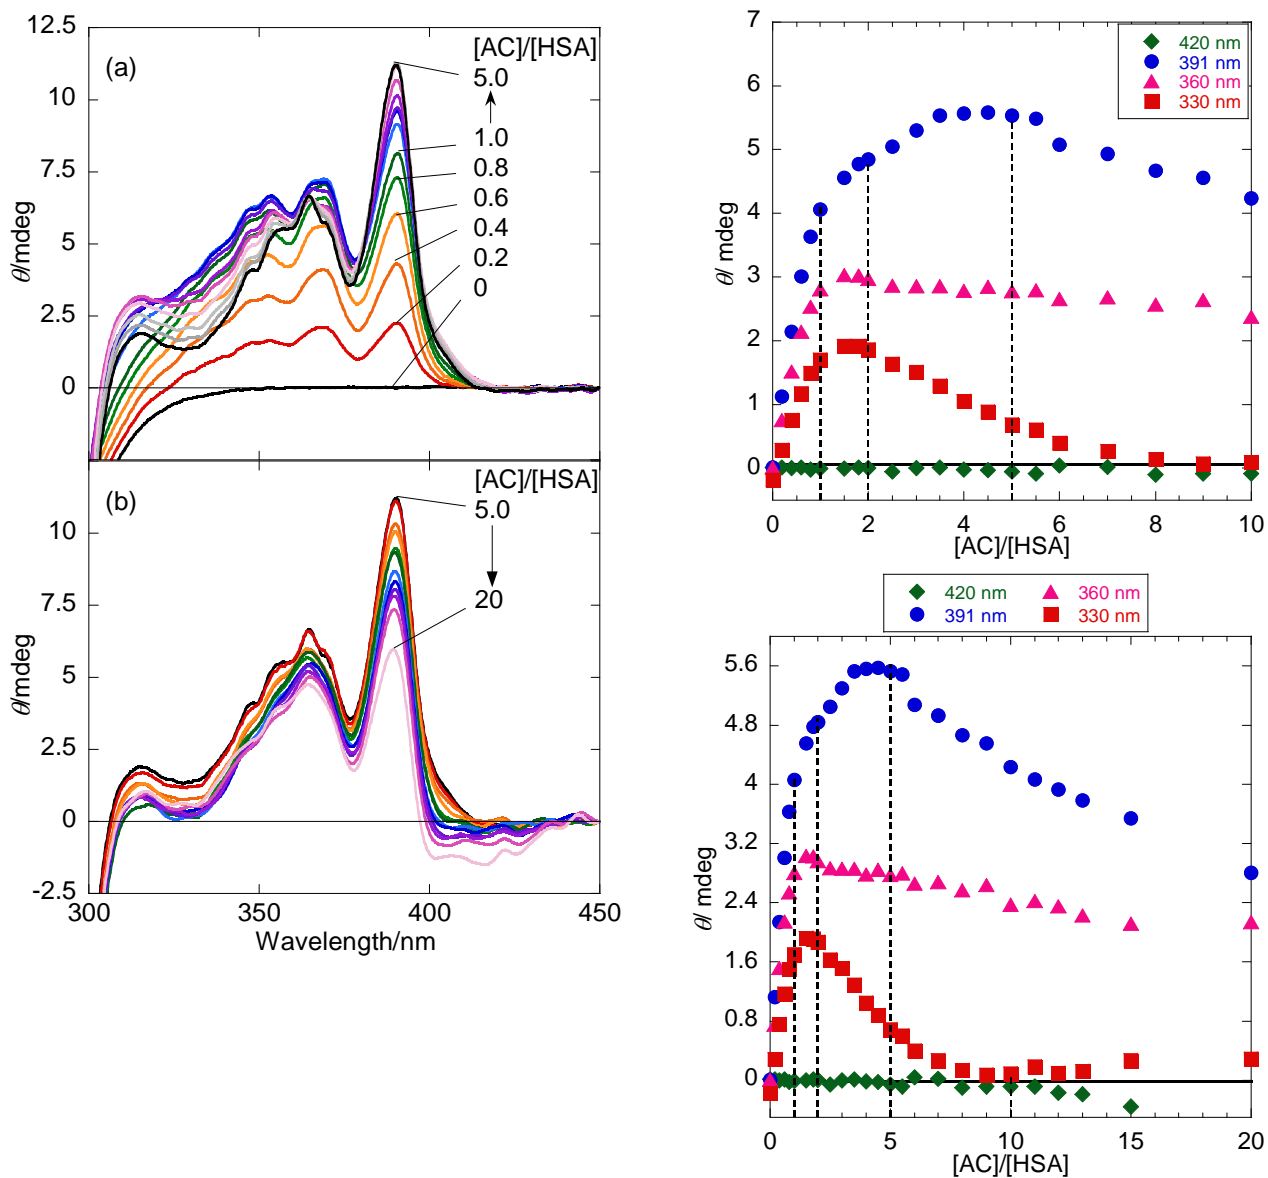 12.5
10
7.5
5
2.5
0
θ/mdeg
(a)
[AC]/[HSA]
5.0
1.0
0.8
0.6
0.4
0.2
0
10
7.5
5
2.5
0
-2.5
θ/mdeg
(b)
[AC]/[HSA]
5.0
20
300
350
400
450
Wavelength/nm
7
6
5
4
3
2
1
0
θ/ mdeg
420 nm
391 nm
360 nm
330 nm
0
2
4
6
8
10
[AC]/[HSA]
420 nm
360 nm
391 nm
330 nm
5.6
4.8
4
3.2
2.4
1.6
0.8
0
θ/ mdeg
0
5
10
15
20
[AC]/[HSA]